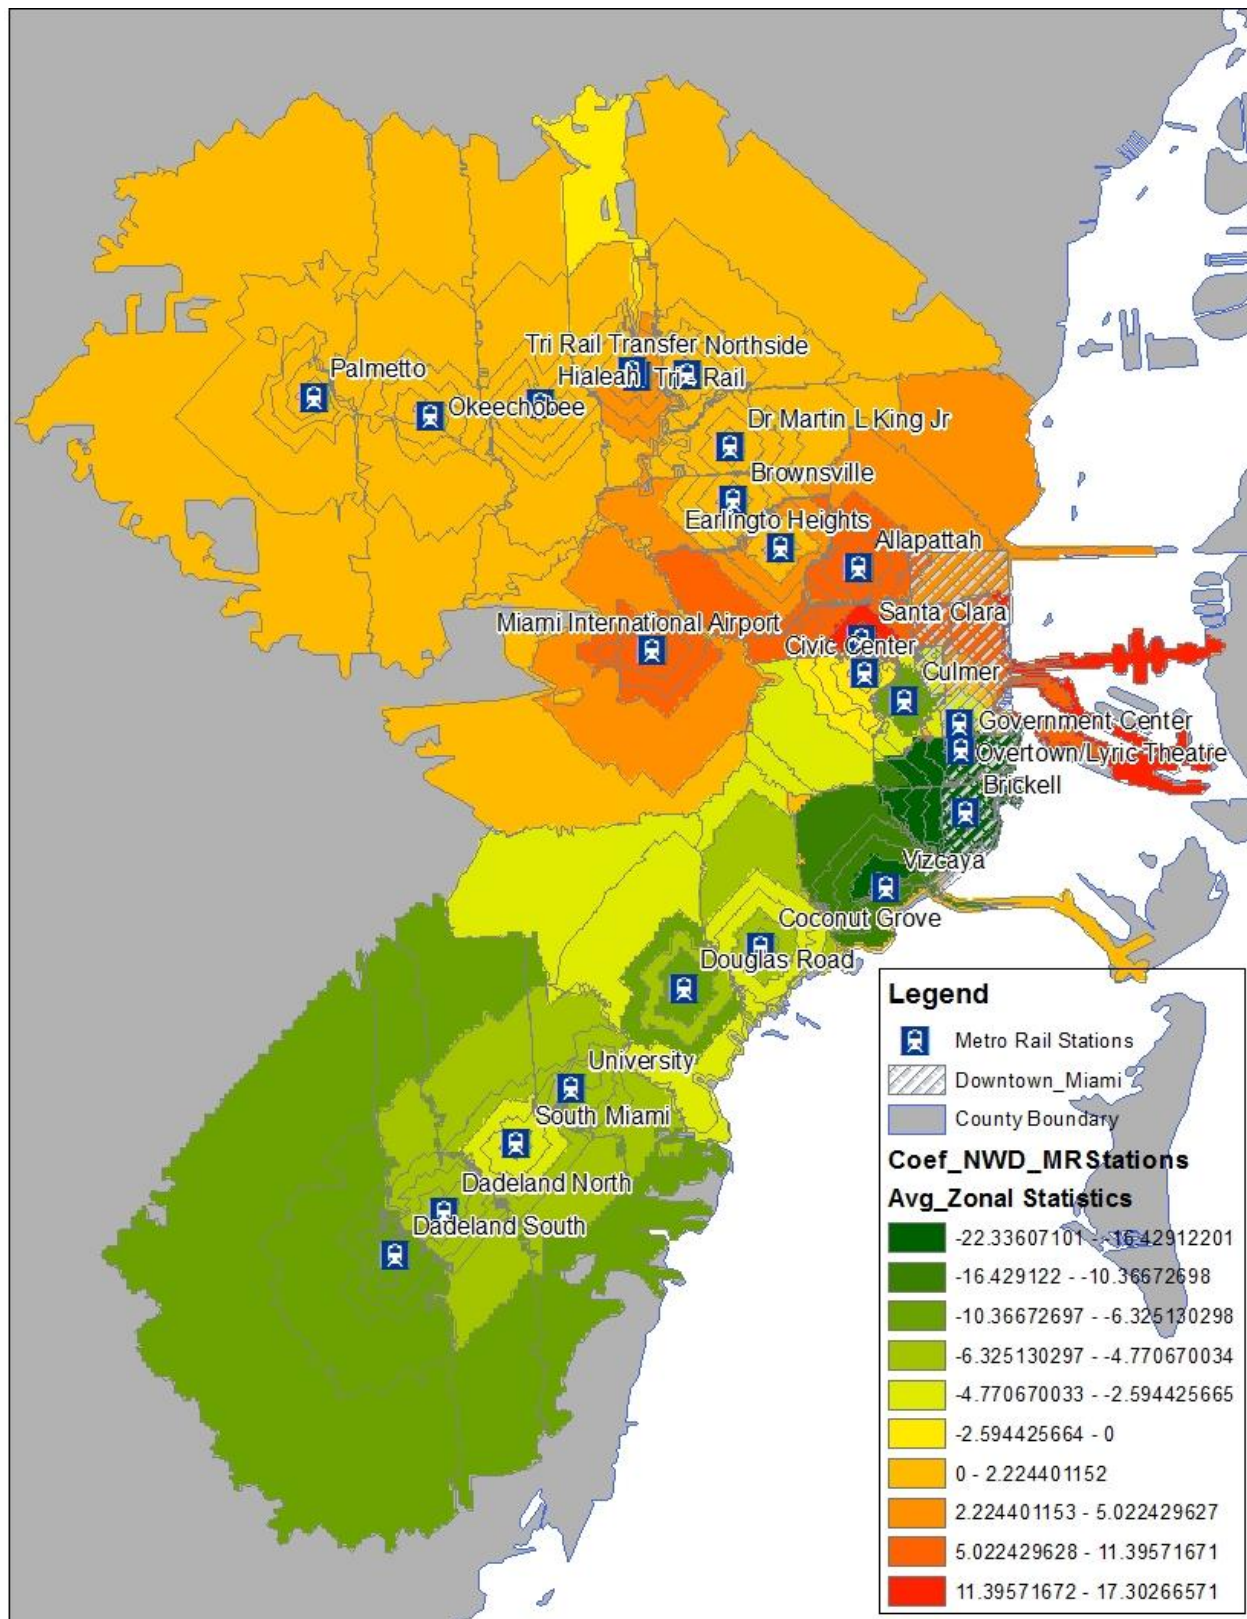 Tri Rail Transfer Northside
Palmetto
Hialeah Tri - Rail
Okeechobee
Dr Martin L King Jr
Brownsville
Earlingto Heights
Allapattah
Santa Clara
Miami International Airport
Civic Center
Culmer
Government Center
Overtown/Lyric Theatre
Brickell
Vizcaya
Coconut Grove
Douglas Road
University
South Miami
Dadeland North
Dadeland South
Legend
Metro Rail Stations
Downtown_Miami
County Boundary
Coef_NWD_MRStations
Avg_Zonal Statistics
-22.33607101 - -16.42912201
-16.429122 - -10.36672698
-10.36672697 - -6.325130298
-6.325130297 - -4.770670034
-4.770670033 - -2.594425665
-2.594425664 - 0
0 - 2.224401152
2.224401153 - 5.022429627
5.022429628 - 11.39571671
11.39571672 - 17.30266571